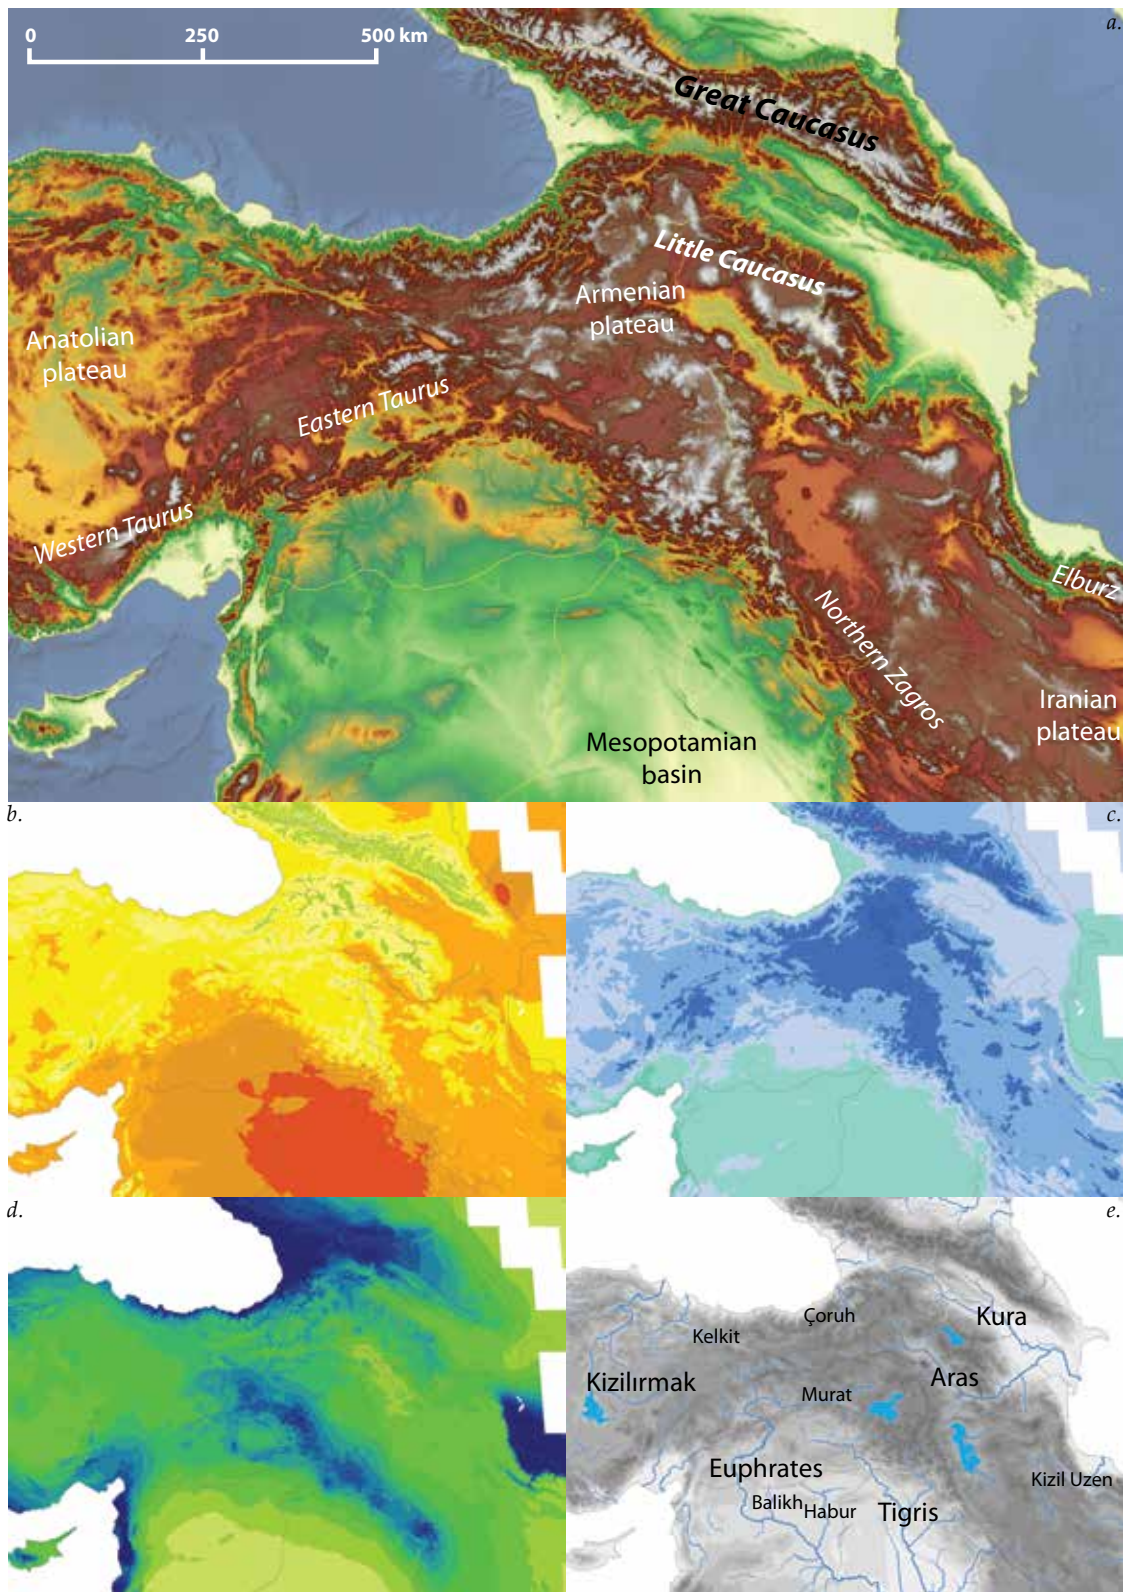 a.
0 250 500 km
Great Caucasus
Little Caucasus
Armenian
plateau
Anatolian
plateau
Eastern Taurus
Western Taurus
Elburz
Northern Zagros
Iranian
plateau
Mesopotamian
basin
b.
c.
d.
e.
Çoruh
Kura
Kelkit
Kizilırmak
Aras
Murat
Euphrates
Kizil Uzen
Balikh
Habur
Tigris